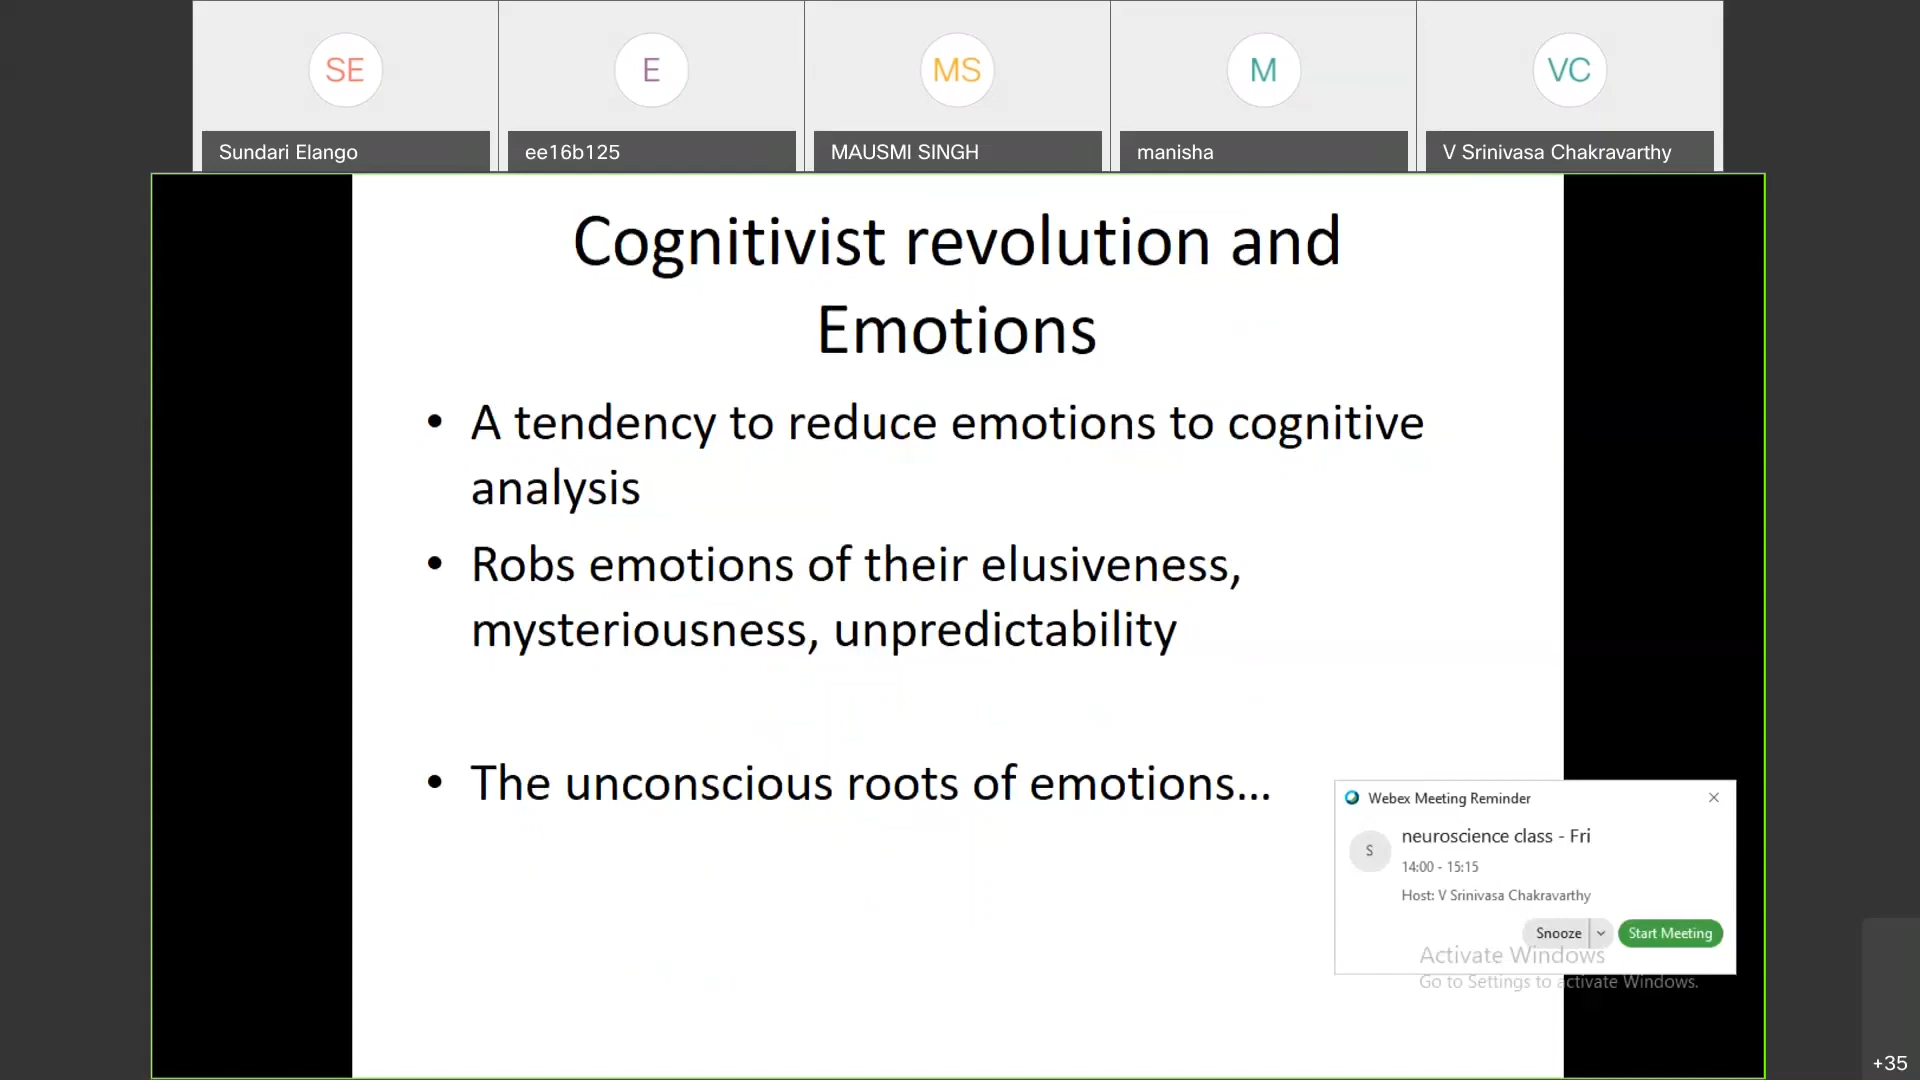 SE
E
MS
M
VC
Sundari Elango
ee16b125
MAUSMI SINGH
manisha
V Srinivasa Chakravarthy
Cognitivist revolution and
Emotions
• A tendency to reduce emotions to cognitive
analysis
• Robs emotions of their elusiveness,
mysteriousness, unpredictability
• The unconscious roots of emotions...
Webex Meeting Reminder
S
neuroscience class - Fri
14:00 - 15:15
Host: V Srinivasa Chakravarthy
Snooze
Start Meeting
Activate Windows
Go to Settings to activate Windows.
+35